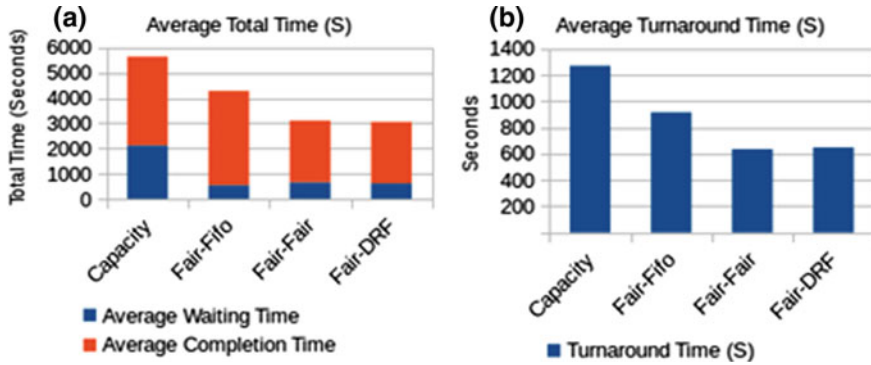 (a)
Average Total Time (S)
Total Time (Seconds)
6000
5000
4000
3000
2000
1000
0
Capacity
Fair-Fifo
Fair-Fair
Fair-DRF
Average Waiting Time
Average Completion Time
(b)
Average Turnaround Time (S)
Seconds
1400
1200
1000
800
600
400
200
Capacity
Fair-Fifo
Fair-Fair
Fair-DRF
Turnaround Time (S)